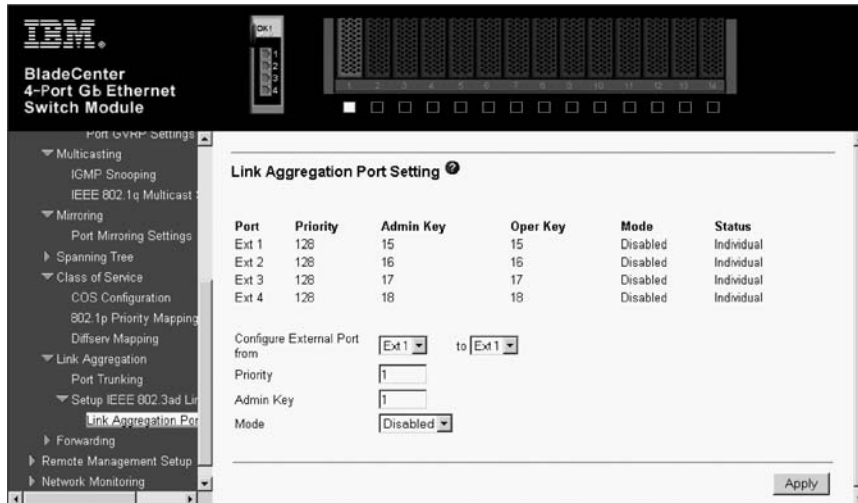 IBM®
BladeCenter
4-Port Gb Ethernet
Switch Module
OK!
1
2
3
4
1 2 3 4 5 6 7 8 9 10 11 12 13 14
Port GVRP Settings
Multicasting
IGMP Snooping
IEEE 802.1q Multicast
Mirroring
Port Mirroring Settings
Spanning Tree
Class of Service
COS Configuration
802.1p Priority Mapping
Diffserv Mapping
Link Aggregation
Port Trunking
Setup IEEE 802.3ad Lin
Link Aggregation Por
Forwarding
Remote Management Setup
Network Monitoring
Link Aggregation Port Setting ?
Port Priority Admin Key Oper Key Mode Status
Ext 1 128 15 15 Disabled Individual
Ext 2 128 16 16 Disabled Individual
Ext 3 128 17 17 Disabled Individual
Ext 4 128 18 18 Disabled Individual
Configure External Port
from Ext 1 to Ext 1
Priority 1
Admin Key 1
Mode Disabled
Apply